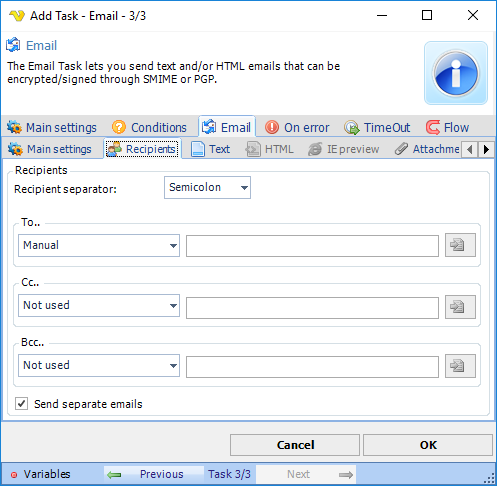 Add Task - Email - 3/3
Email
The Email Task lets you send text and/or HTML emails that can be
encrypted/signed through SMIME or PGP.
Main settings Conditions Email On error TimeOut Flow
Main settings Recipients Text HTML IE preview Attachme
Recipients
Recipient separator: Semicolon
To..
Manual
Cc..
Not used
Bcc..
Not used
Send separate emails
Cancel OK
Variables Previous Task 3/3 Next